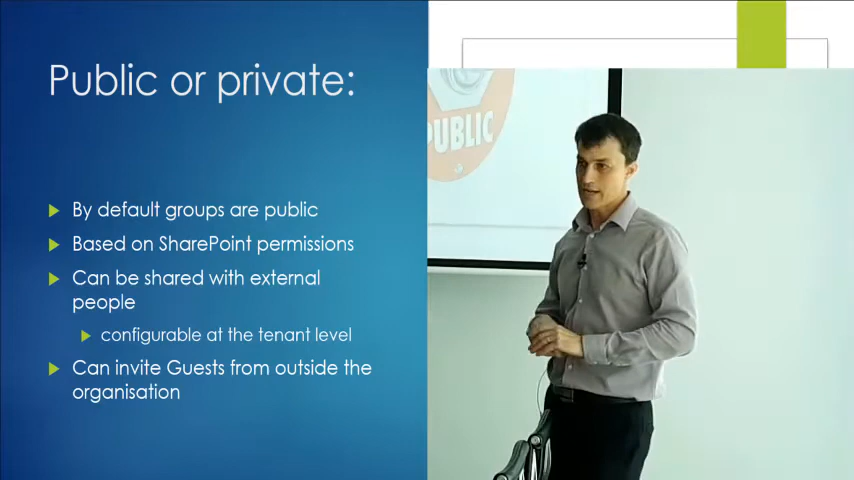 Public or private:
By default groups are public
Based on SharePoint permissions
Can be shared with external
people
configurable at the tenant level
Can invite Guests from outside the
organisation
PUBLIC